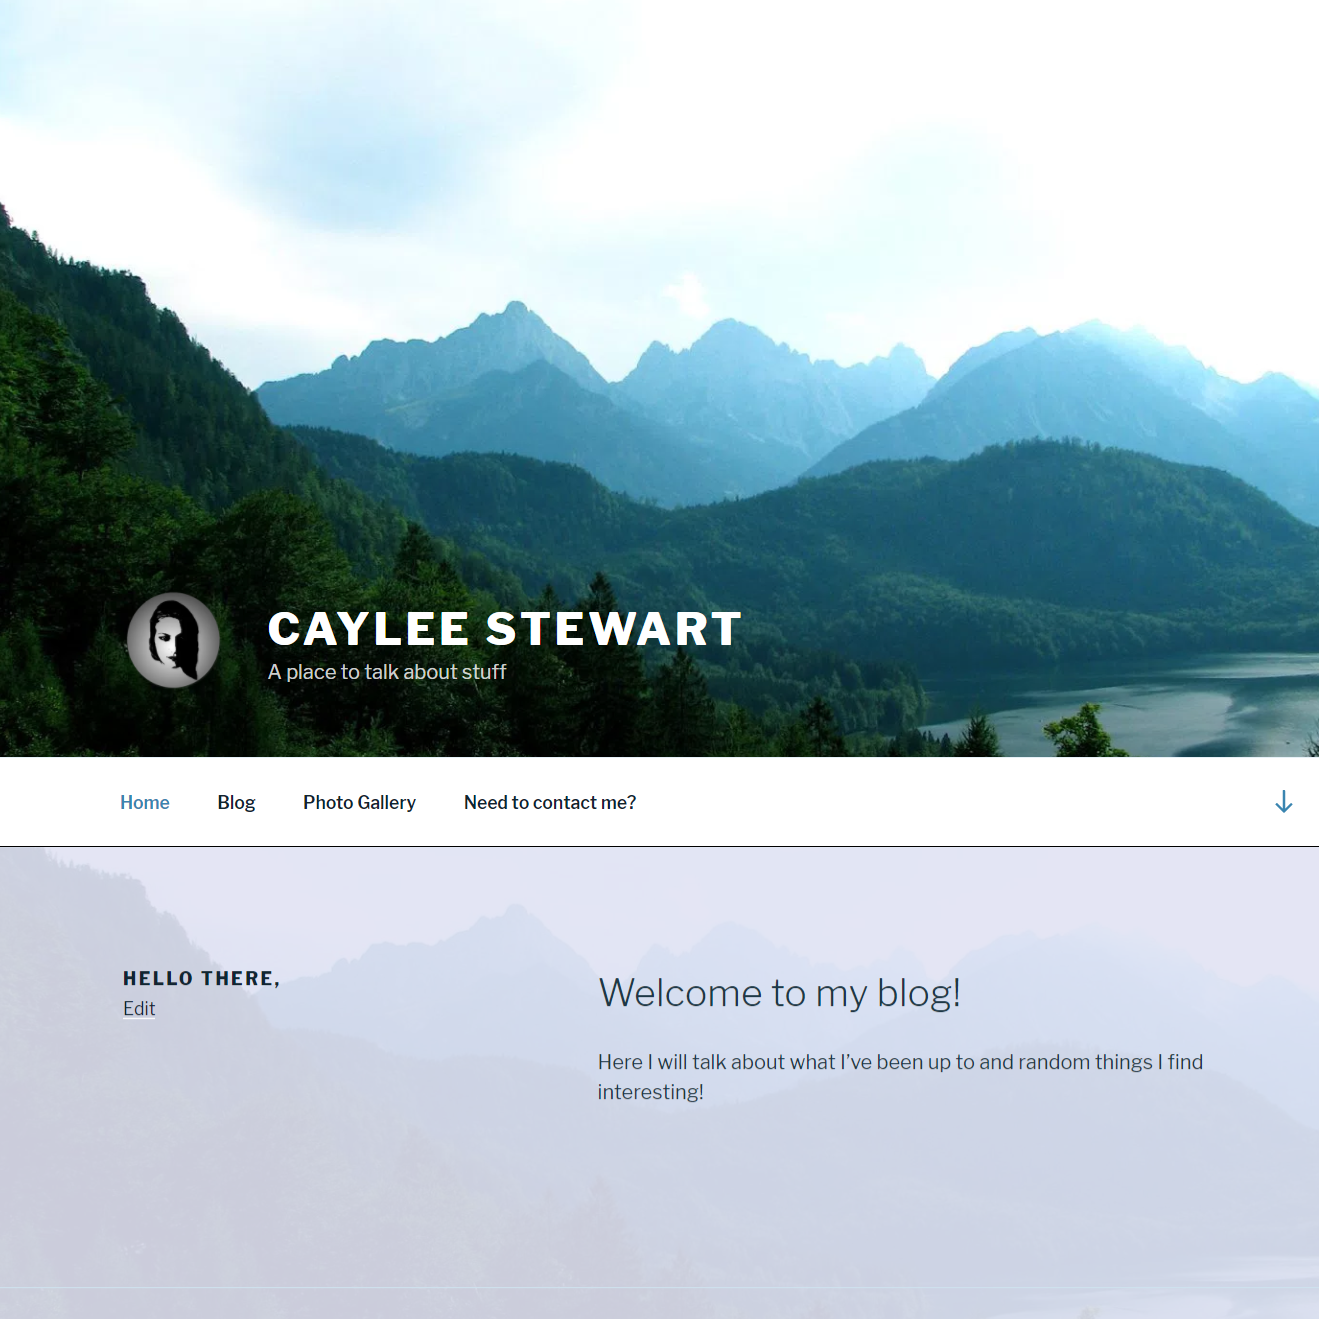 CAYLEE STEWART
A place to talk about stuff
Home Blog Photo Gallery Need to contact me?
HELLO THERE,
Edit
Welcome to my blog!
Here I will talk about what I’ve been up to and random things I find
interesting!